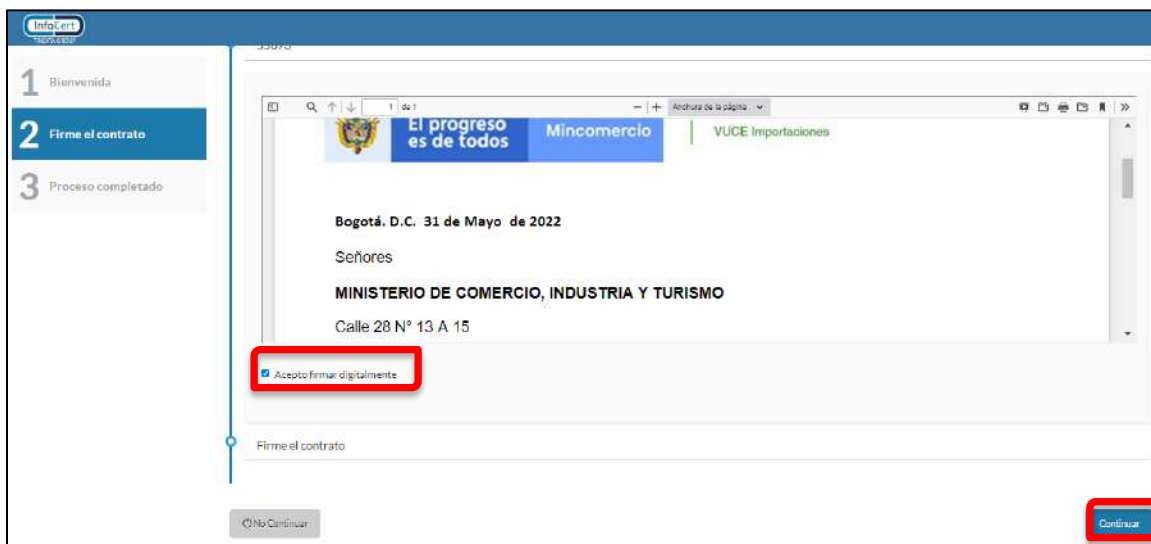 InfoCert
1 Bienvenida
2 Firme el contrato
3 Proceso completado
1 de 1
Anchura de la página
El progreso
es de todos
Mincomercio
VUCE Importaciones
Bogotá. D.C. 31 de Mayo de 2022
Señores
MINISTERIO DE COMERCIO, INDUSTRIA Y TURISMO
Calle 28 N° 13 A 15
Acepto firmar digitalmente
Firme el contrato
No Continuar
Continuar